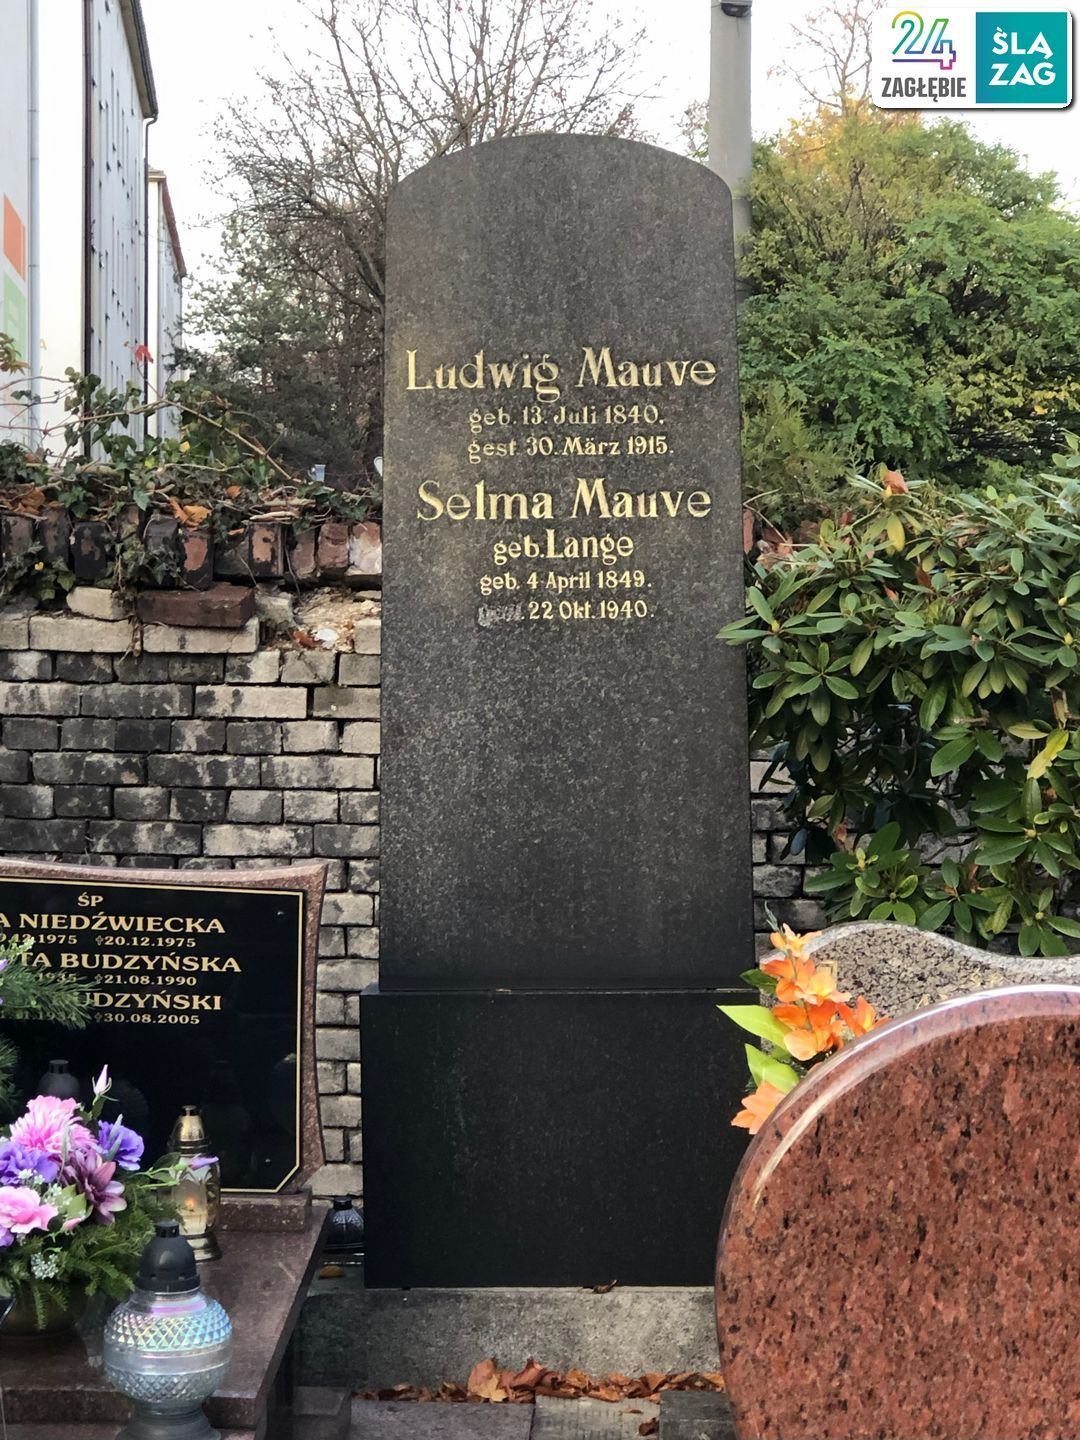 24
ZAGŁĘBIE
ŚLĄ
ZAG
Ludwig Mauve
geb. 13. Juli 1840.
gest 30. März 1915.
Selma Mauve
geb. Lange
geb. 4 April 1849.
22 Okt. 1940.
ŚP
NIEDŹWIECKA
1975 †20.12.1975
BUDZYŃSKA
1935 †21.08.1990
†30.08.2005